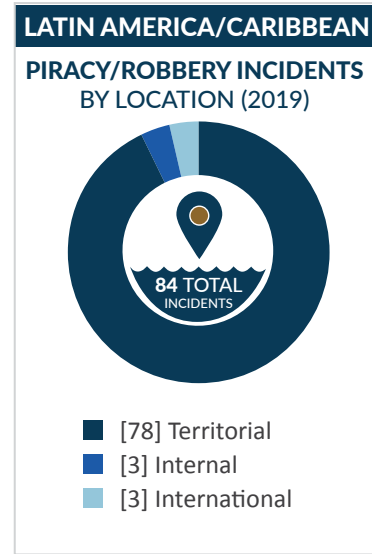 LATIN AMERICA/CARIBBEAN
PIRACY/ROBBERY INCIDENTS
BY LOCATION (2019)
84 TOTAL
INCIDENTS
[78] Territorial
[3] Internal
[3] International